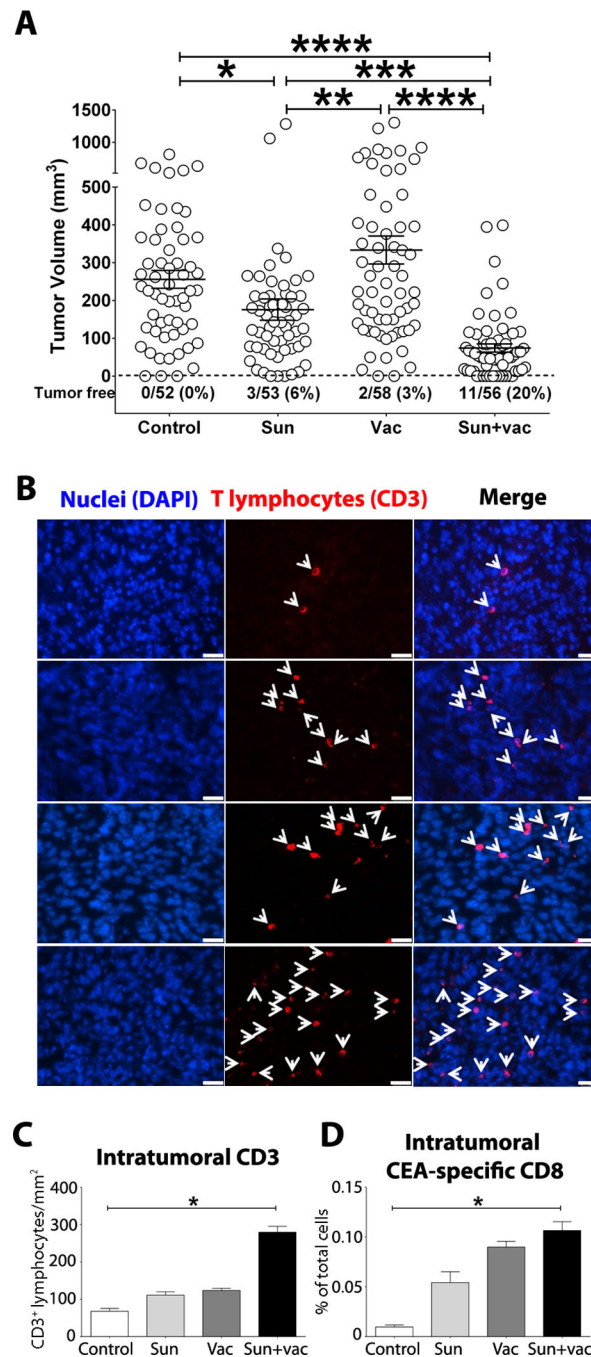 A
****
* ***
** ****
1500
1000
500
400
300
200
100
0
Tumor Volume (mm³)
Tumor free 0/52 (0%) 3/53 (6%) 2/58 (3%) 11/56 (20%)
Control Sun Vac Sun+vac
B
Nuclei (DAPI) T lymphocytes (CD3) Merge
C
Intratumoral CD3
CD3⁺ lymphocytes/mm²
400
300
200
100
0
*
Control Sun Vac Sun+vac
D
Intratumoral
CEA-specific CD8
% of total cells
0.15
0.10
0.05
0.00
*
Control Sun Vac Sun+vac